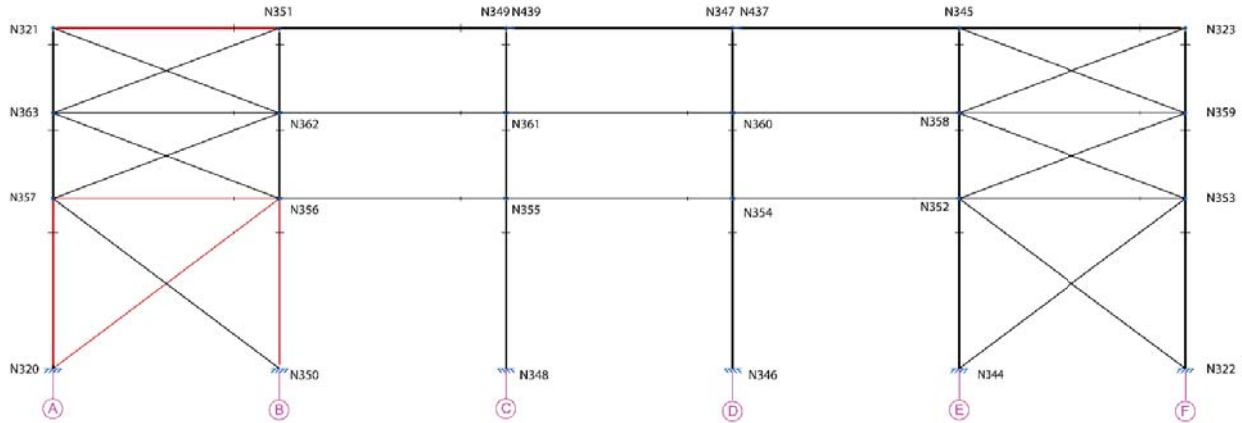 N351 N349 N439 N347 N437 N345
N321 N323
N363 N362 N361 N360 N358 N359
N357 N356 N355 N354 N352 N353
N320 N350 N348 N346 N344 N322
A B C D E F